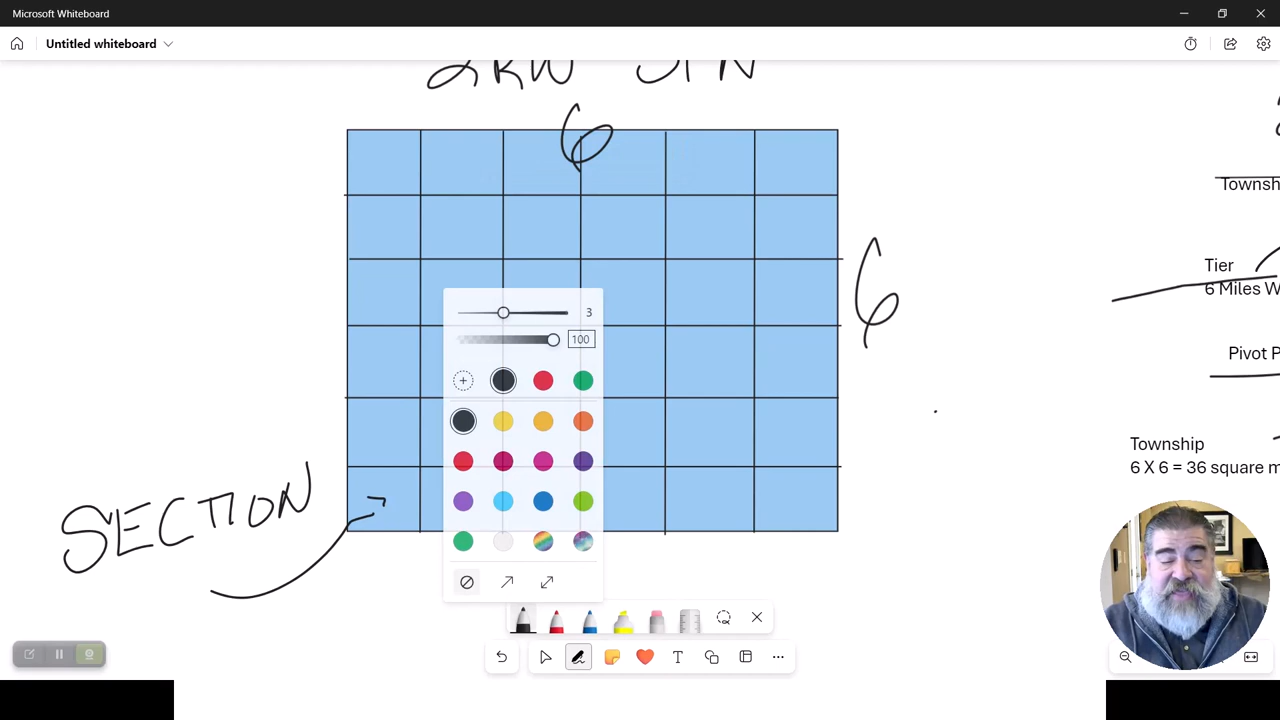 Microsoft Whiteboard
Untitled whiteboard
6
6
3
100
SECTION
Townsh
Tier
6 Miles W
Pivot P
Township
6 X 6 = 36 square m